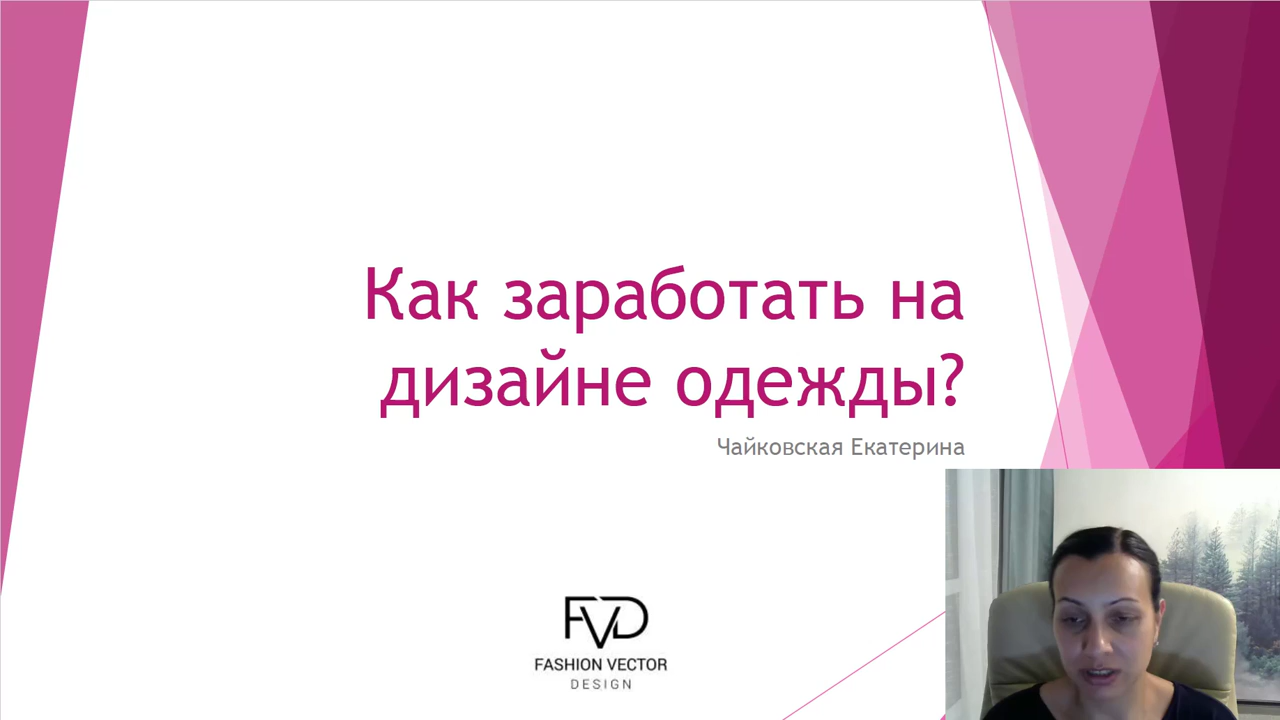 Как заработать на
дизайне одежды?
Чайковская Екатерина
FVD
FASHION VECTOR
DESIGN